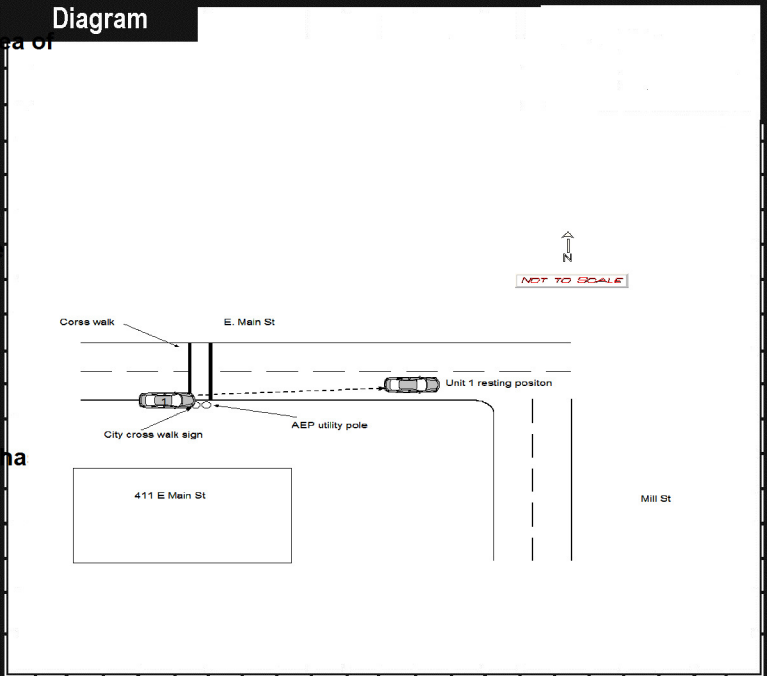 Diagram
ea of
N
NOT TO SCALE
Corss walk
E. Main St
1
Unit 1 resting positon
City cross walk sign
AEP utility pole
na
411 E Main St
Mill St